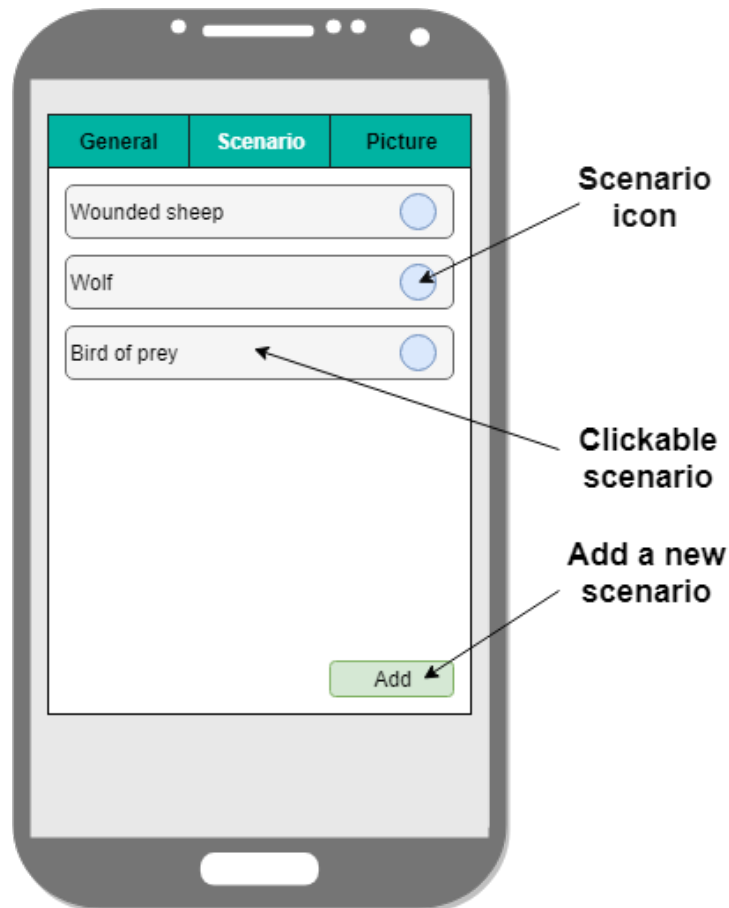 General Scenario Picture
Wounded sheep
Scenario
icon
Wolf
Bird of prey
Clickable
scenario
Add a new
scenario
Add